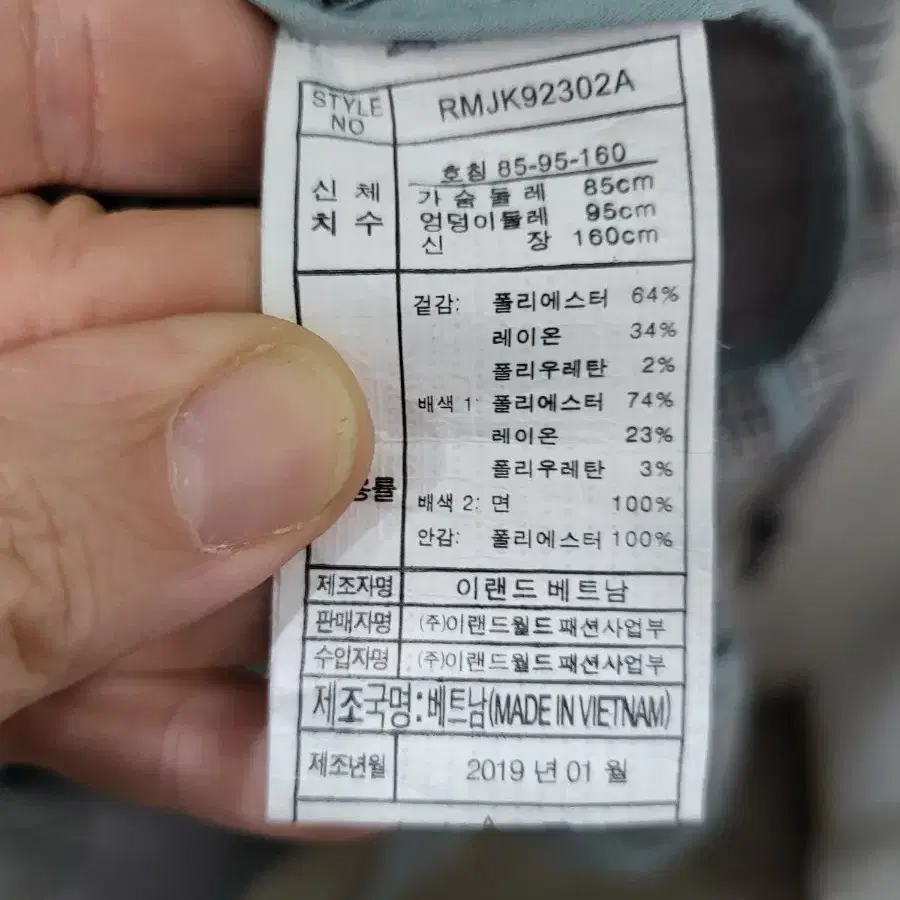 STYLE NO RMJK92302A
호칭 85-95-160
신체 치수
가슴둘레 85cm
엉덩이둘레 95cm
신장 160cm
겉감: 폴리에스터 64%
레이온 34%
폴리우레탄 2%
배색 1: 폴리에스터 74%
레이온 23%
폴리우레탄 3%
용률
배색 2: 면 100%
안감: 폴리에스터 100%
제조자명 이랜드 베트남
판매자명 (주)이랜드월드 패션사업부
수입자명 (주)이랜드월드 패션사업부
제조국명:베트남(MADE IN VIETNAM)
제조년월 2019 년 01 월